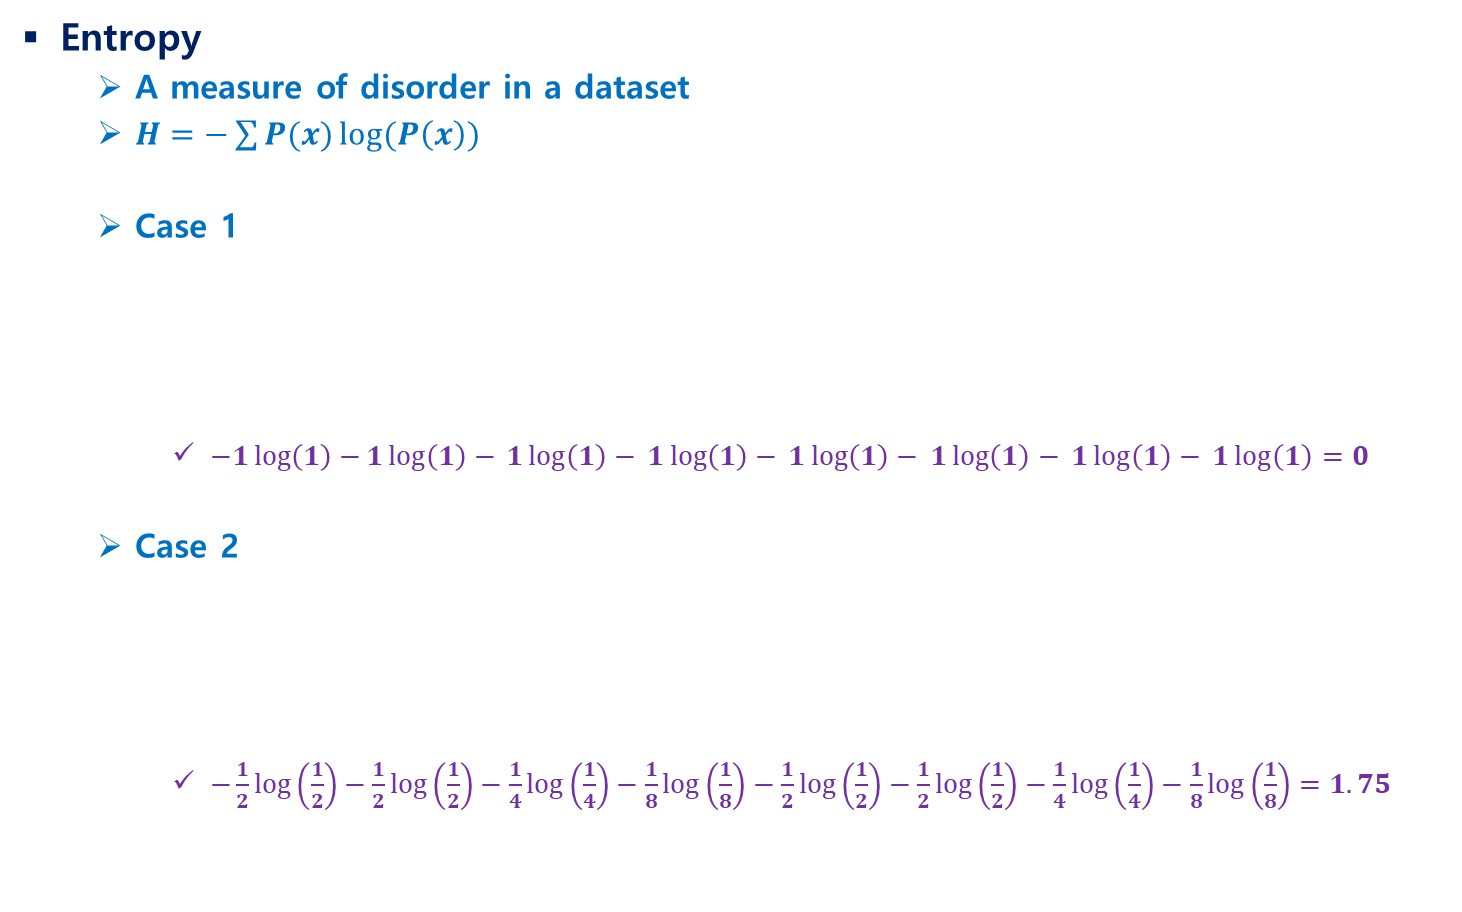 ▪ Entropy
➢ A measure of disorder in a dataset
➢ H = − ∑ P(x) log(P(x))
➢ Case 1
✓ −1 log(1) − 1 log(1) − 1 log(1) − 1 log(1) − 1 log(1) − 1 log(1) − 1 log(1) − 1 log(1) = 0
➢ Case 2
✓ −1/2 log(1/2) − 1/2 log(1/2) − 1/4 log(1/4) − 1/8 log(1/8) − 1/2 log(1/2) − 1/2 log(1/2) − 1/4 log(1/4) − 1/8 log(1/8) = 1.75